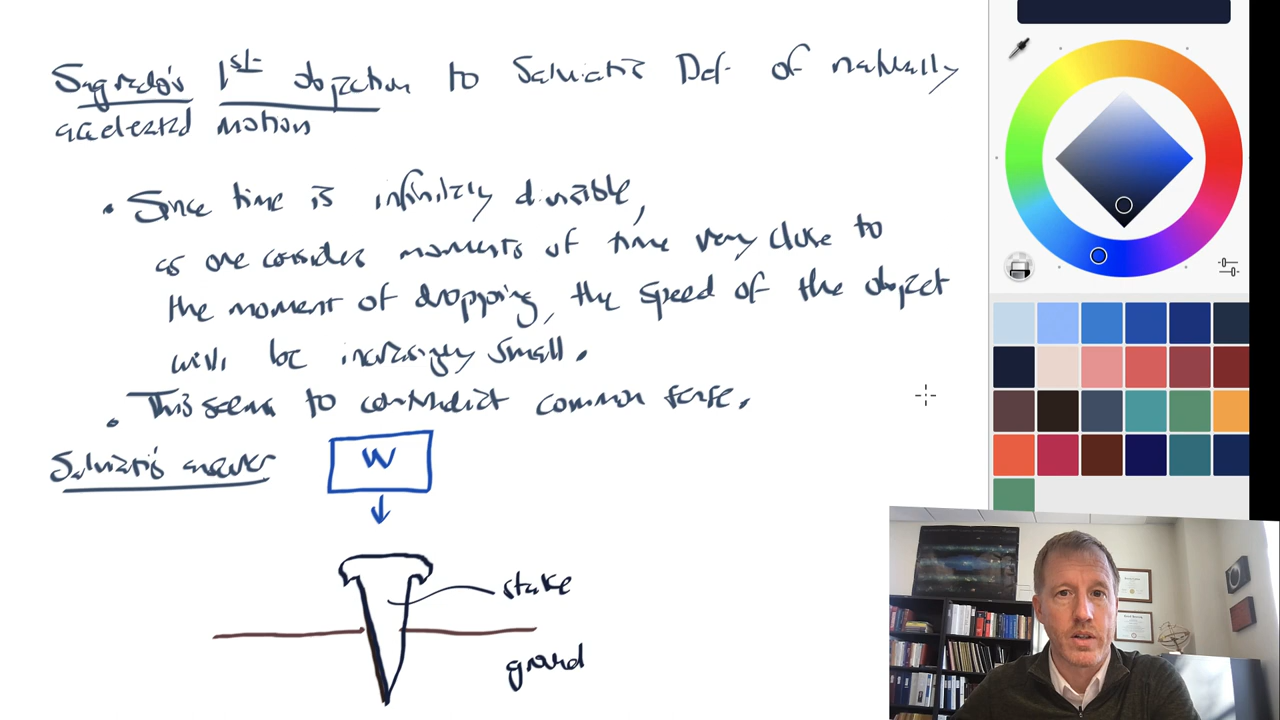 Sagredo's 1st objection to Salviati's Def. of naturally
accelerated motion
• Since time is infinitely divisible,
as one considers moments of time very close to
the moment of dropping, the speed of the object
will be increasingly small.
• This seems to contradict common sense.
Salviati's answer
W
stake
ground